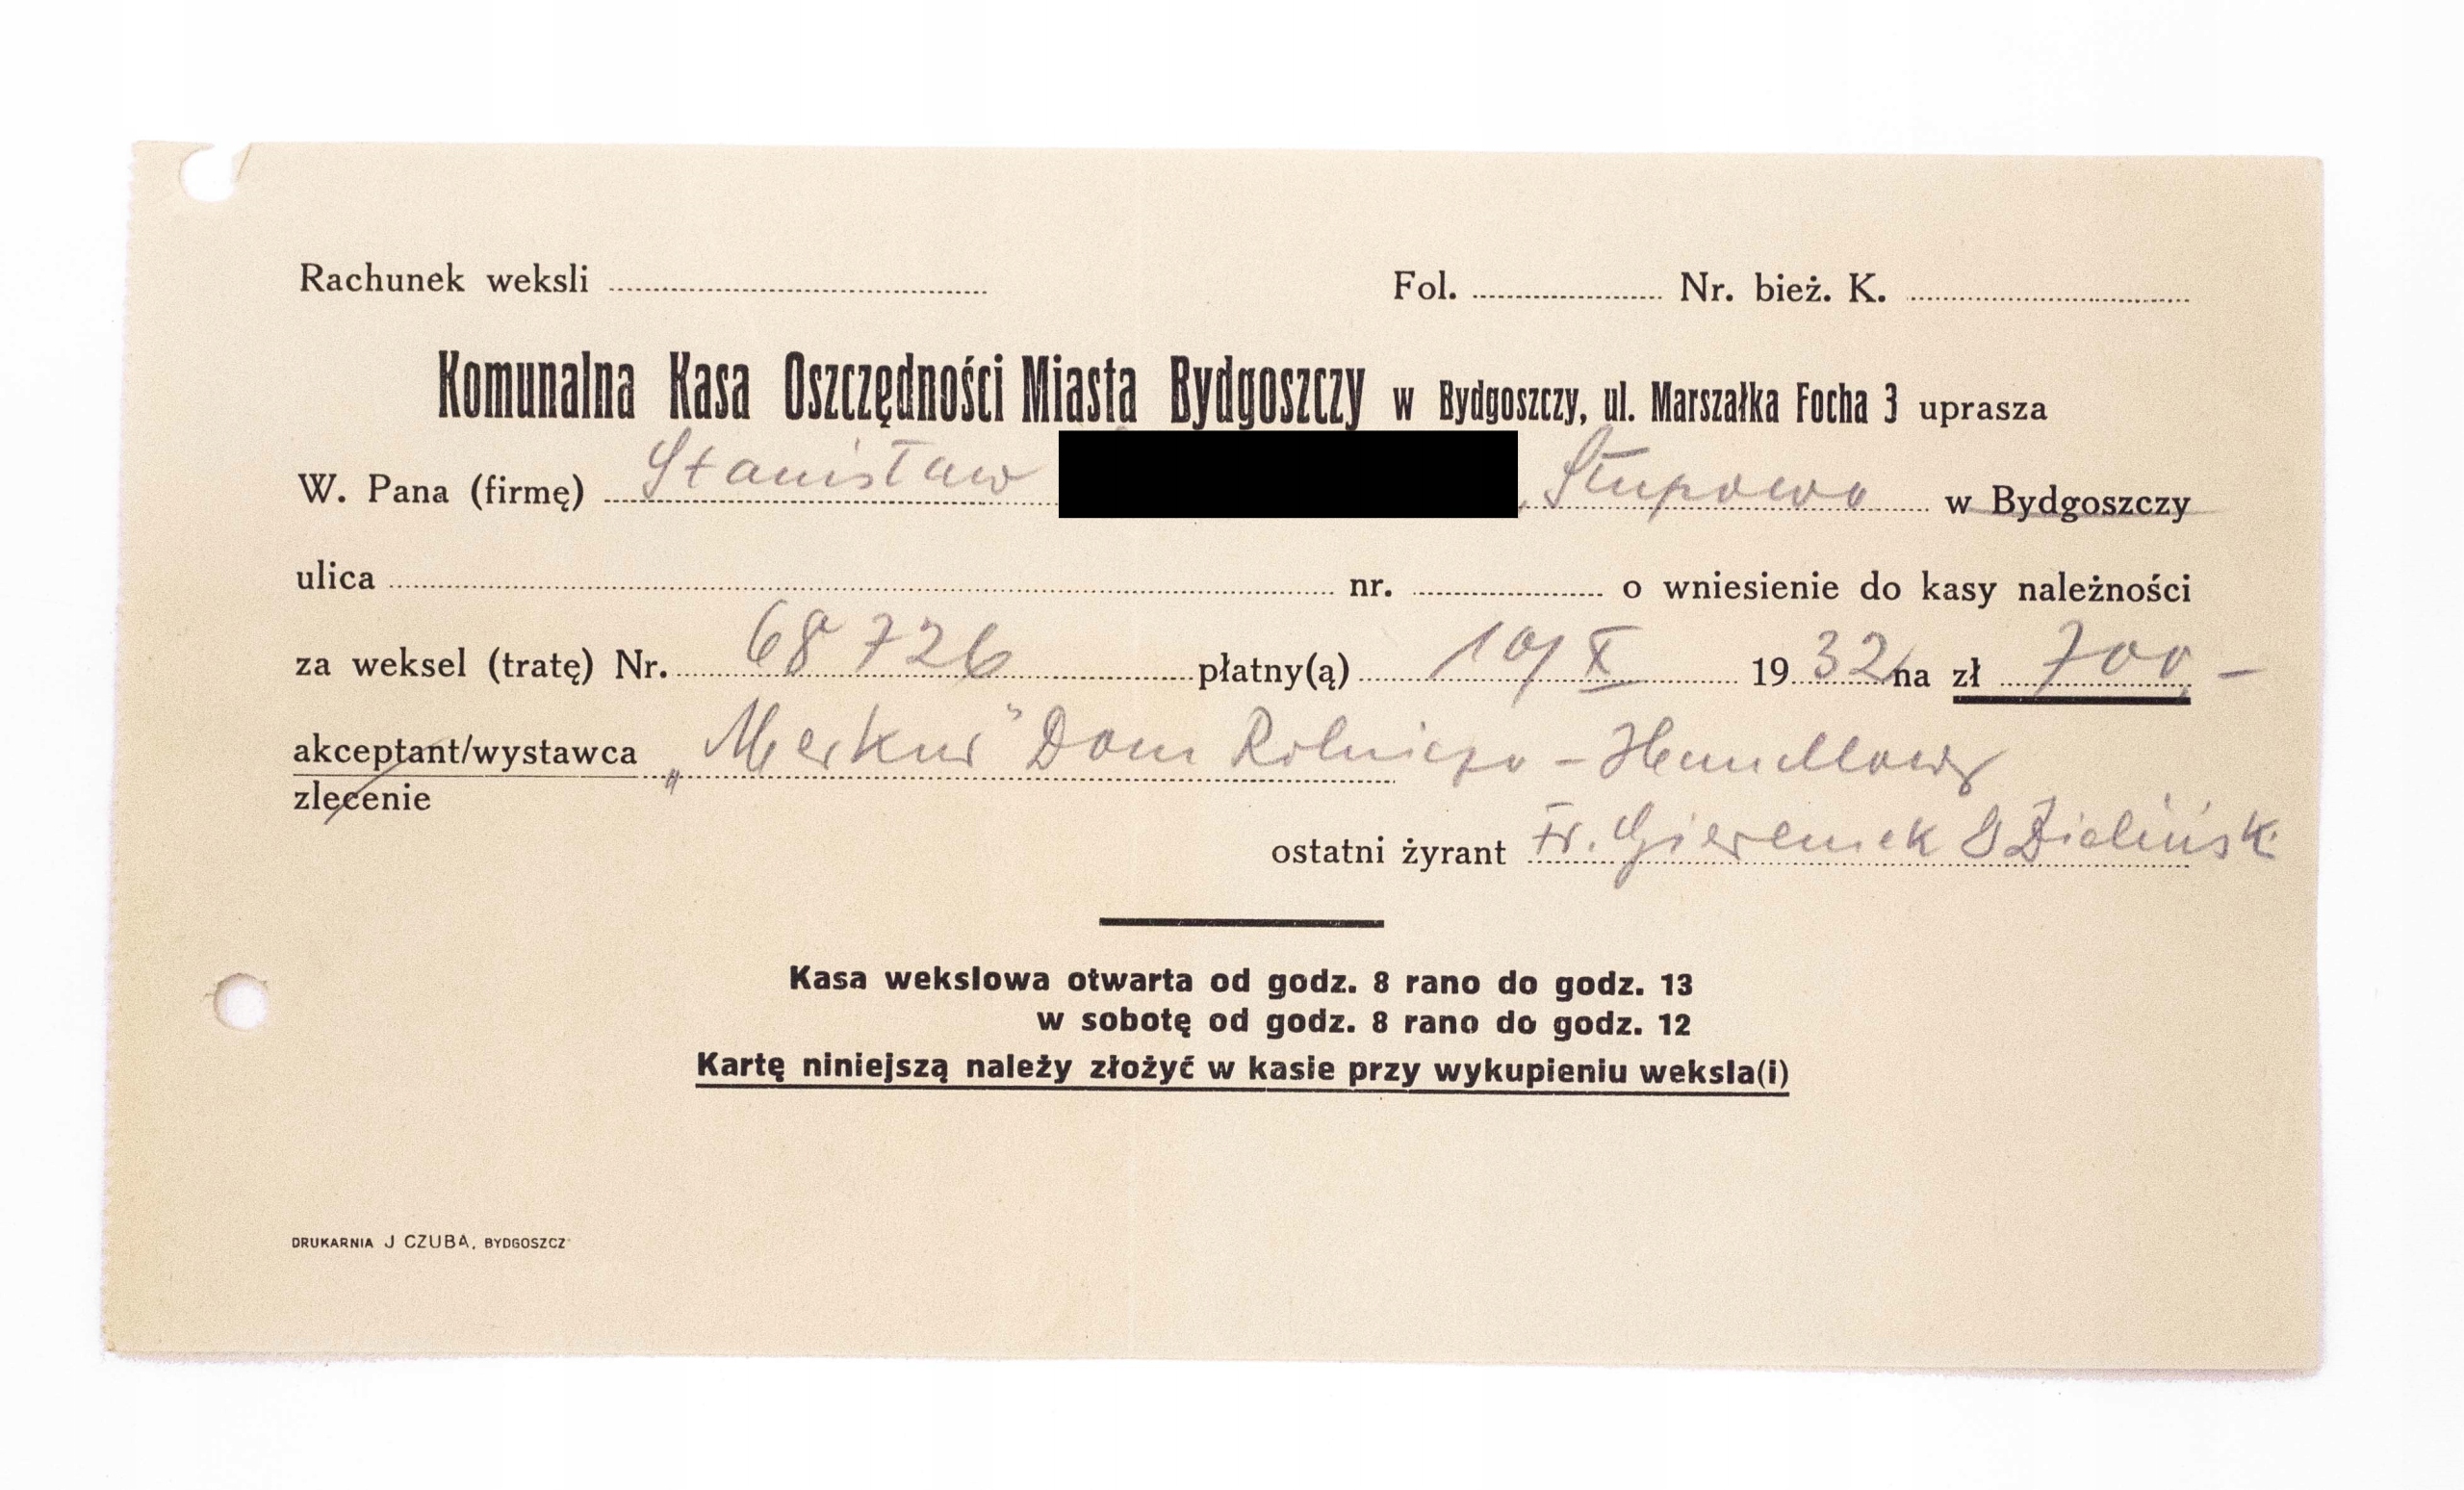 Rachunek weksli Fol. Nr. bież. K.
Komunalna Kasa Oszczędności Miasta Bydgoszczy w Bydgoszczy, ul. Marszałka Focha 3 uprasza
W. Pana (firmę) Stanisław , Słupowo w Bydgoszczy
ulica nr. o wniesienie do kasy należności
za weksel (tratę) Nr. 68726 płatny(ą) 19/X 1932 na zł 700,-
akceptant/wystawca „Merkur" Dom Rolniczo - Handlowy
zlecenie
ostatni żyrant Fr.
Kasa wekslowa otwarta od godz. 8 rano do godz. 13
w sobotę od godz. 8 rano do godz. 12
Kartę niniejszą należy złożyć w kasie przy wykupieniu weksla(i)
DRUKARNIA J CZUBA, BYDGOSZCZ